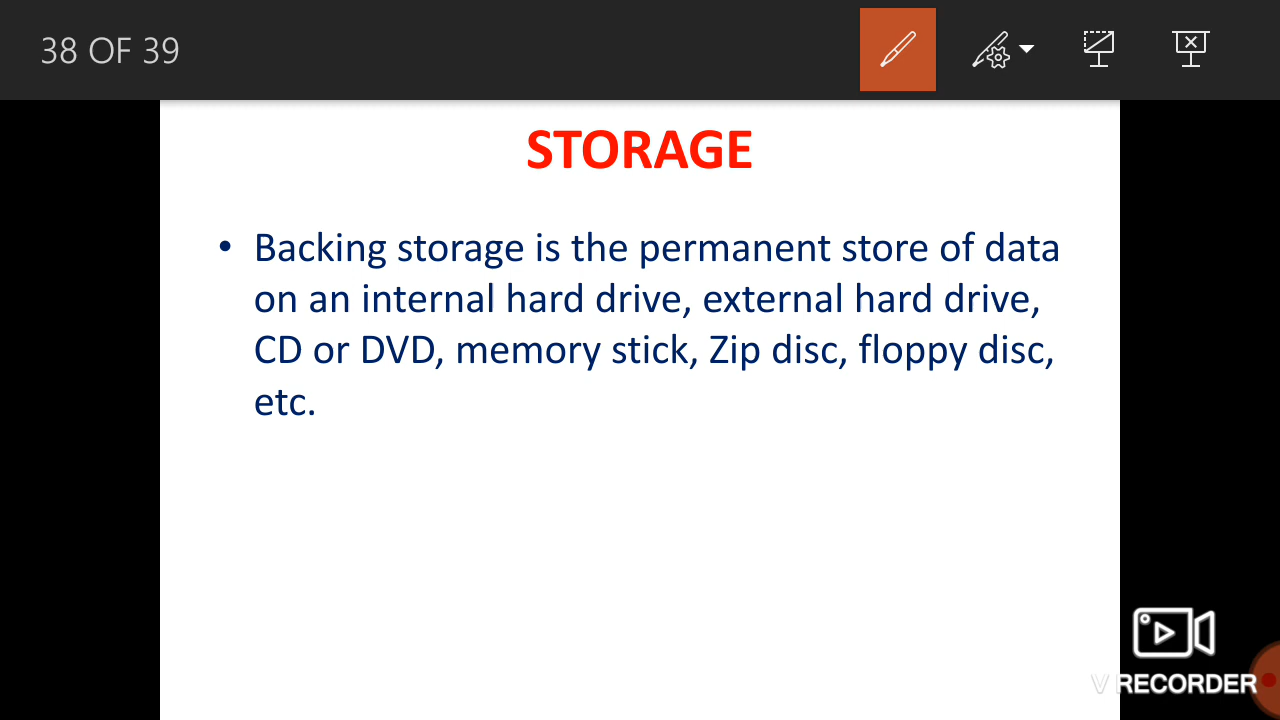 38 OF 39
STORAGE
• Backing storage is the permanent store of data
on an internal hard drive, external hard drive,
CD or DVD, memory stick, Zip disc, floppy disc,
etc.
V RECORDER